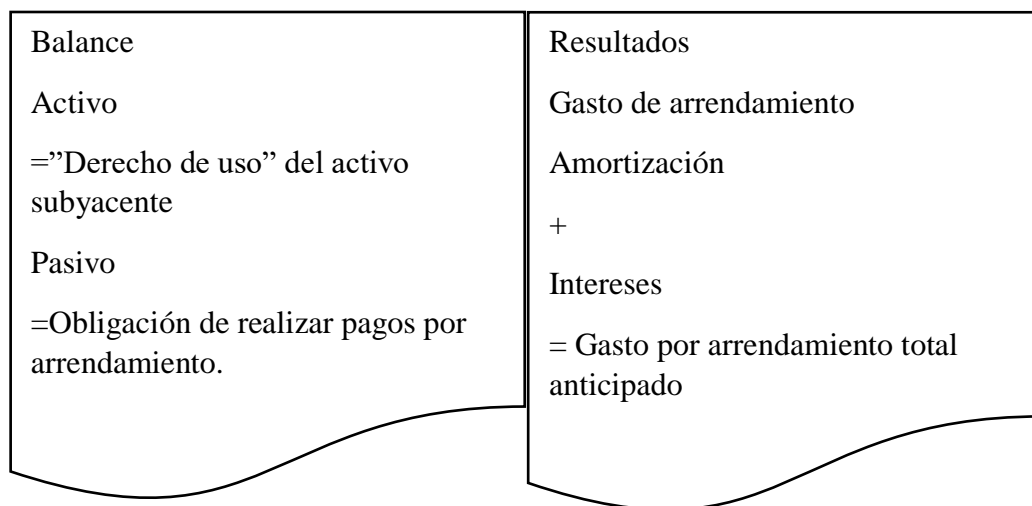 Balance
Activo
=”Derecho de uso” del activo
subyacente
Pasivo
=Obligación de realizar pagos por
arrendamiento.
Resultados
Gasto de arrendamiento
Amortización
+
Intereses
= Gasto por arrendamiento total
anticipado